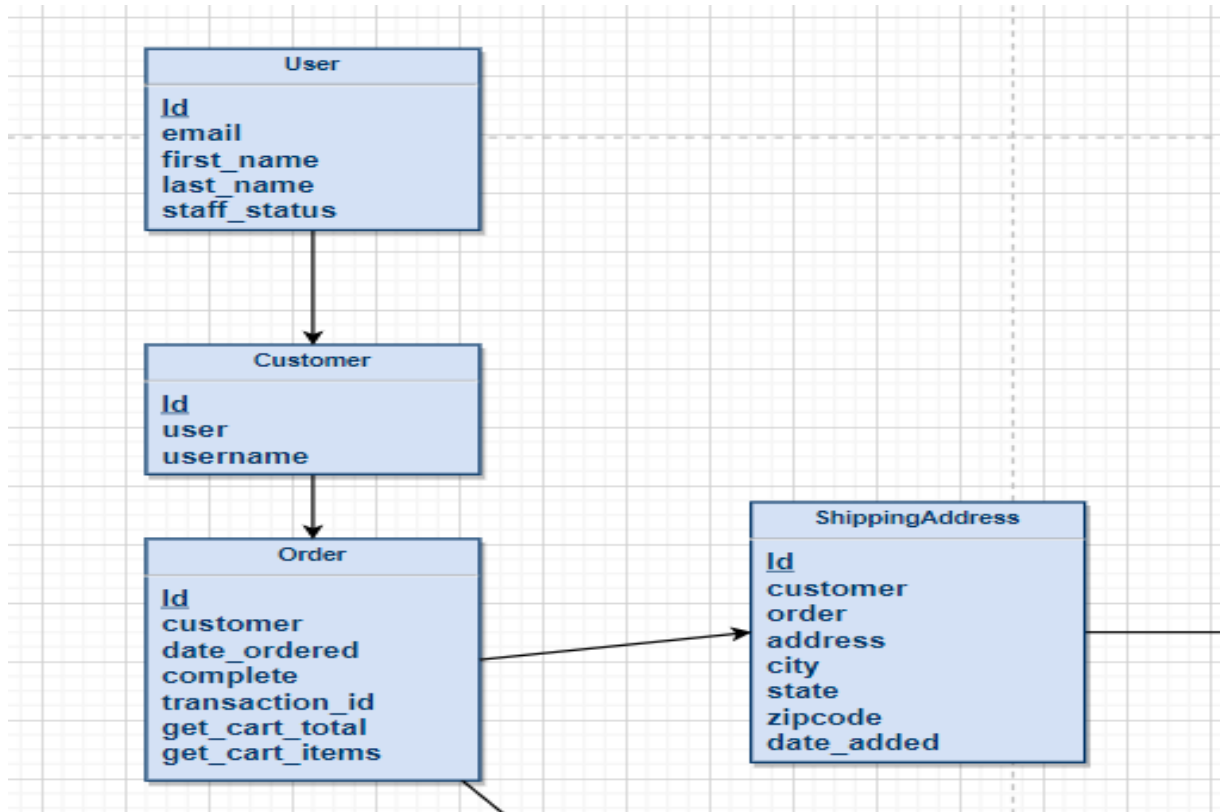 User
Id
email
first_name
last_name
staff_status
Customer
Id
user
username
Order
Id
customer
date_ordered
complete
transaction_id
get_cart_total
get_cart_items
ShippingAddress
Id
customer
order
address
city
state
zipcode
date_added